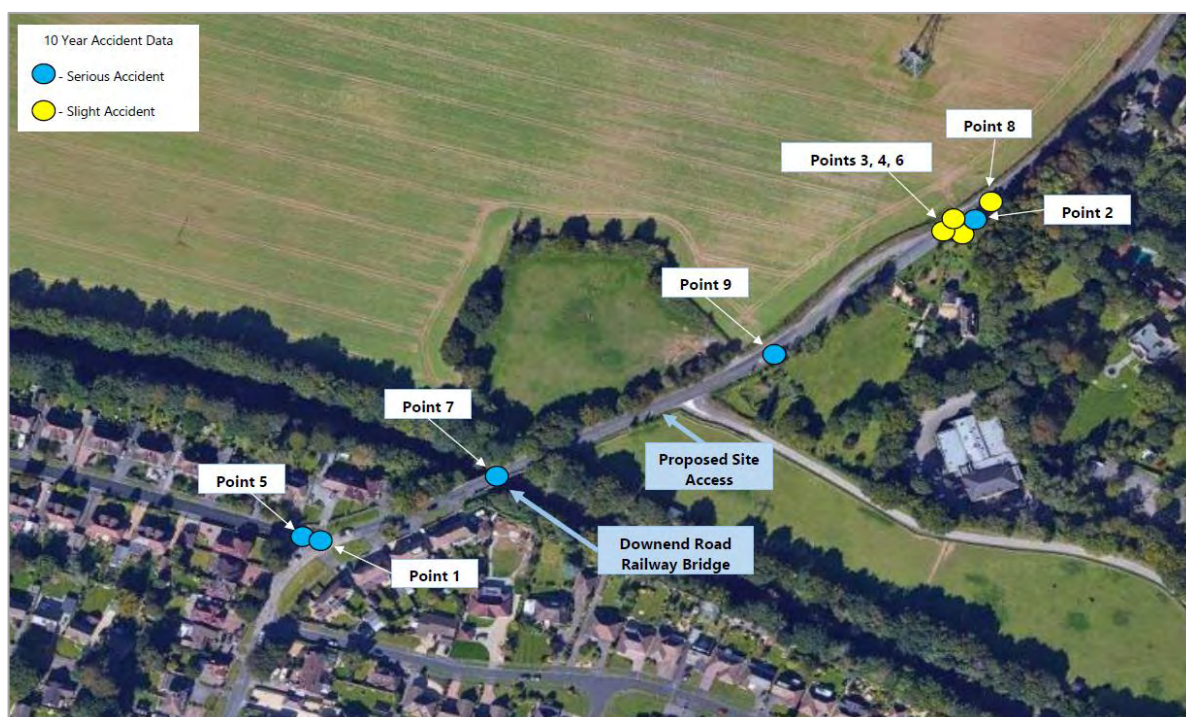 10 Year Accident Data
- Serious Accident
- Slight Accident
Point 8
Points 3, 4, 6
Point 2
Point 9
Point 7
Proposed Site
Access
Point 5
Downend Road
Railway Bridge
Point 1